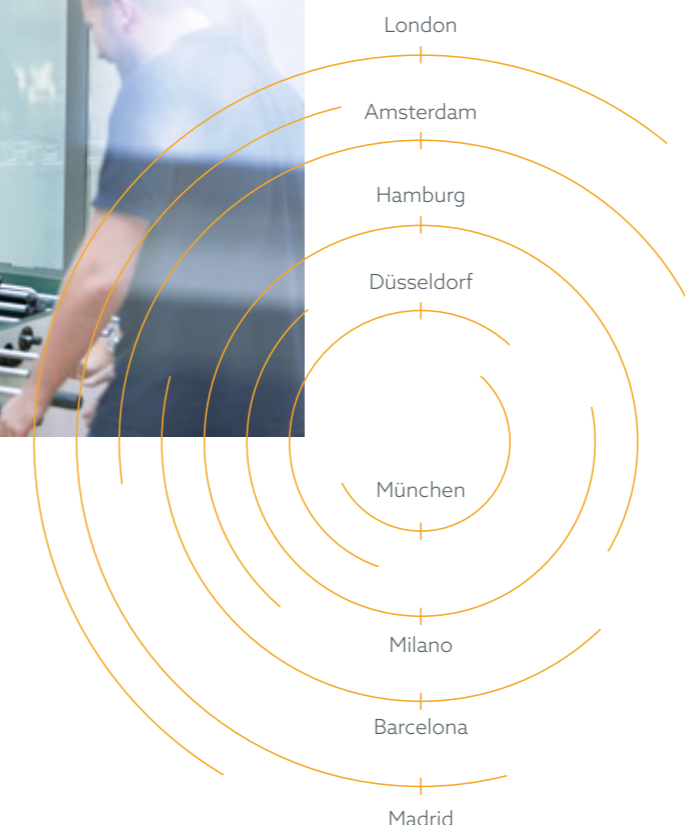 London
Amsterdam
Hamburg
Düsseldorf
München
Milano
Barcelona
Madrid